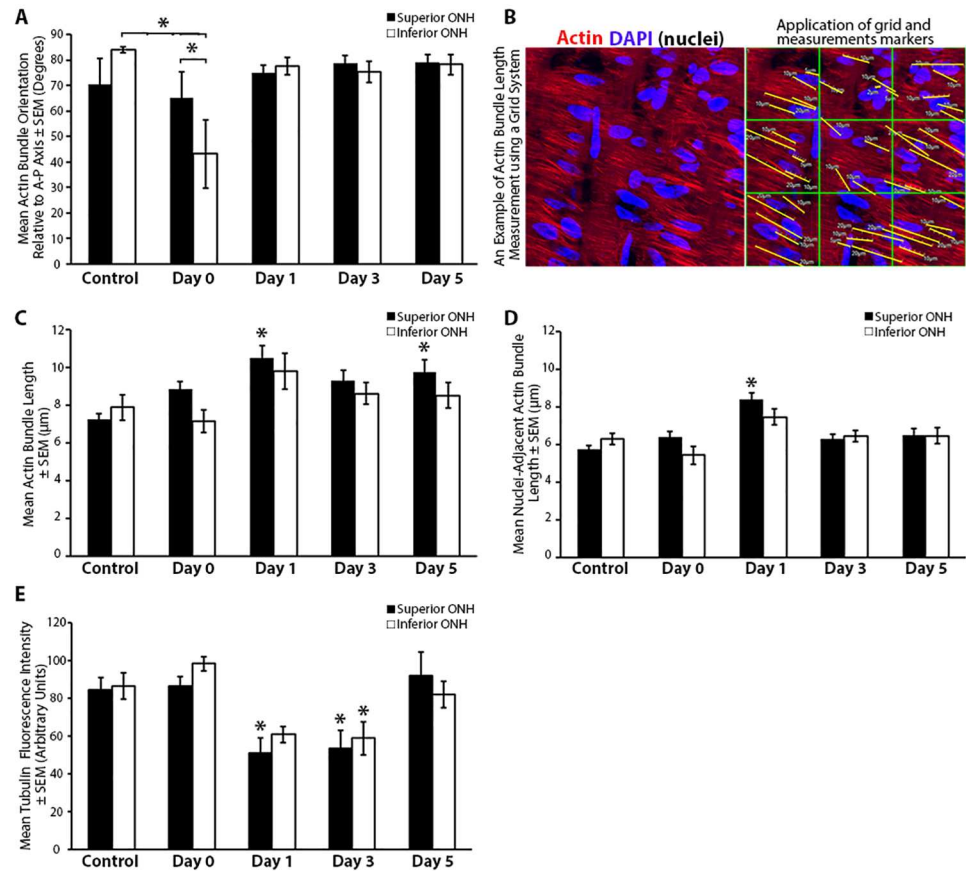 A
Superior ONH
Inferior ONH
Mean Actin Bundle Orientation
Relative to A-P Axis ± SEM (Degrees)
90
80
70
60
50
40
30
20
10
0
*
*
Control Day 0 Day 1 Day 3 Day 5
B
An Example of Actin Bundle Length
Measurement using a Grid System
Actin DAPI (nuclei)
Application of grid and
measurements markers
C
Superior ONH
Inferior ONH
Mean Actin Bundle Length
± SEM (µm)
12
10
8
6
4
2
0
* *
Control Day 0 Day 1 Day 3 Day 5
D
Superior ONH
Inferior ONH
Mean Nuclei-Adjacent Actin Bundle
Length ± SEM (µm)
12
10
8
6
4
2
0
*
Control Day 0 Day 1 Day 3 Day 5
E
Superior ONH
Inferior ONH
Mean Tubulin Fluorescence Intensity
± SEM (Arbitrary Units)
120
100
80
60
40
20
0
* * *
Control Day 0 Day 1 Day 3 Day 5